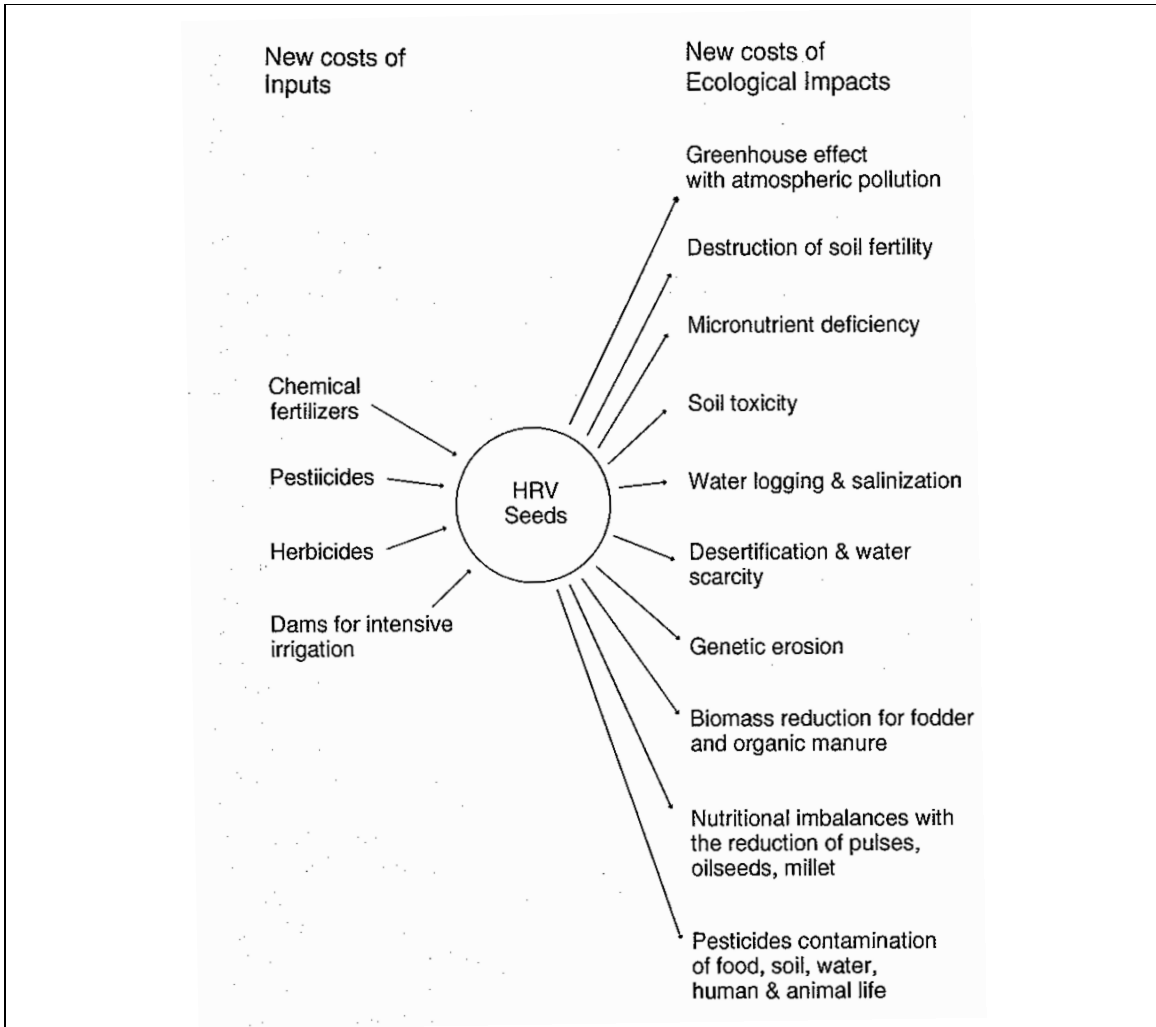 New costs of
Inputs
New costs of
Ecological Impacts
Greenhouse effect
with atmospheric pollution
Destruction of soil fertility
Micronutrient deficiency
Chemical
fertilizers
Soil toxicity
Pestiicides
HRV
Seeds
Water logging & salinization
Herbicides
Desertification & water
scarcity
Dams for intensive
irrigation
Genetic erosion
Biomass reduction for fodder
and organic manure
Nutritional imbalances with
the reduction of pulses,
oilseeds, millet
Pesticides contamination
of food, soil, water,
human & animal life